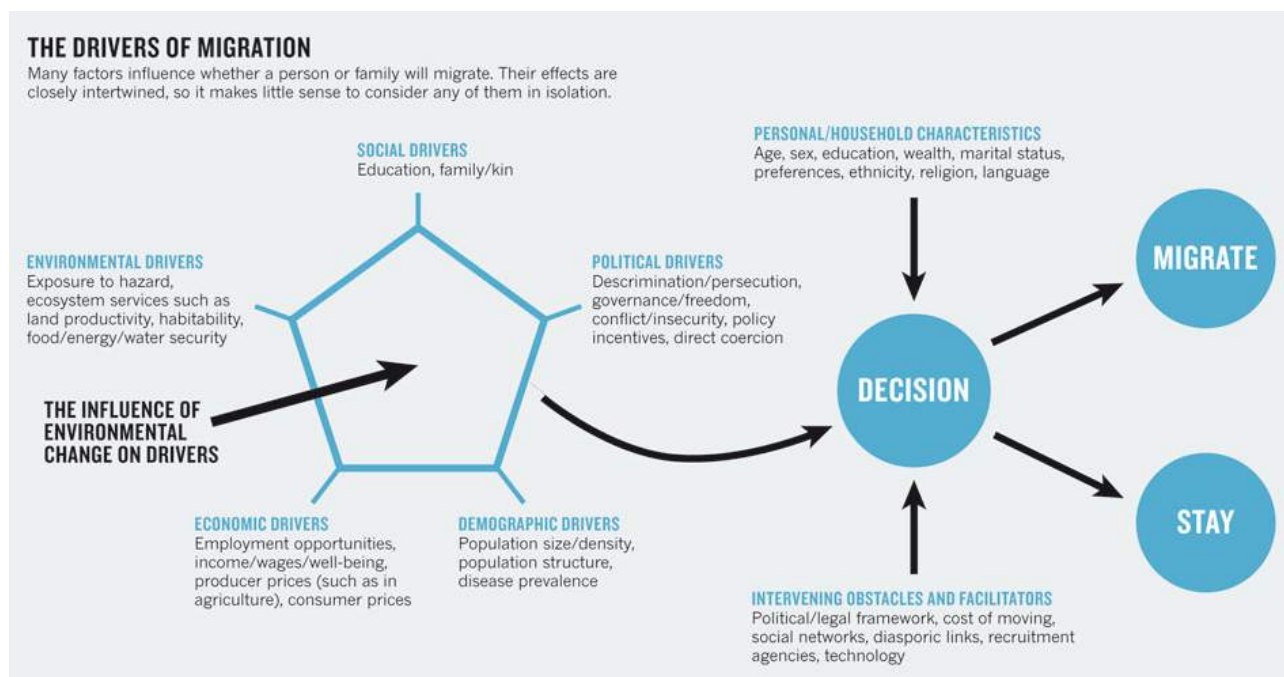 THE DRIVERS OF MIGRATION
Many factors influence whether a person or family will migrate. Their effects are
closely intertwined, so it makes little sense to consider any of them in isolation.
SOCIAL DRIVERS
Education, family/kin
ENVIRONMENTAL DRIVERS
Exposure to hazard,
ecosystem services such as
land productivity, habitability,
food/energy/water security
POLITICAL DRIVERS
Descrimination/persecution,
governance/freedom,
conflict/insecurity, policy
incentives, direct coercion
THE INFLUENCE OF
ENVIRONMENTAL
CHANGE ON DRIVERS
ECONOMIC DRIVERS
Employment opportunities,
income/wages/well-being,
producer prices (such as in
agriculture), consumer prices
DEMOGRAPHIC DRIVERS
Population size/density,
population structure,
disease prevalence
PERSONAL/HOUSEHOLD CHARACTERISTICS
Age, sex, education, wealth, marital status,
preferences, ethnicity, religion, language
DECISION
INTERVENING OBSTACLES AND FACILITATORS
Political/legal framework, cost of moving,
social networks, diasporic links, recruitment
agencies, technology
MIGRATE
STAY